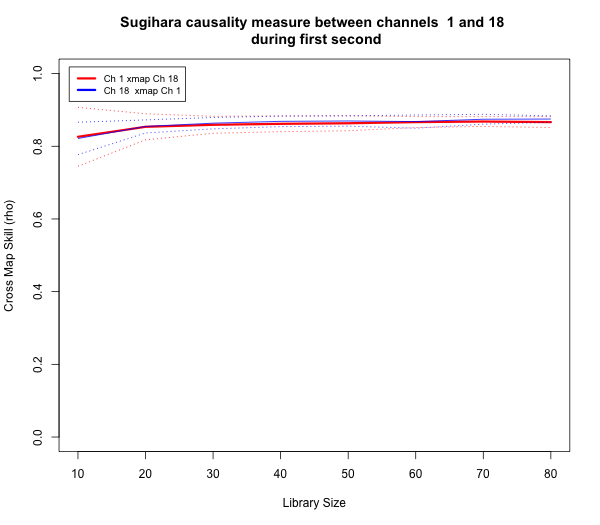 Sugihara causality measure between channels  1 and 18
during first second
Ch 1 xmap Ch 18
Ch 18  xmap Ch 1
Cross Map Skill (rho)
1.0
0.8
0.6
0.4
0.2
0.0
10 20 30 40 50 60 70 80
Library Size